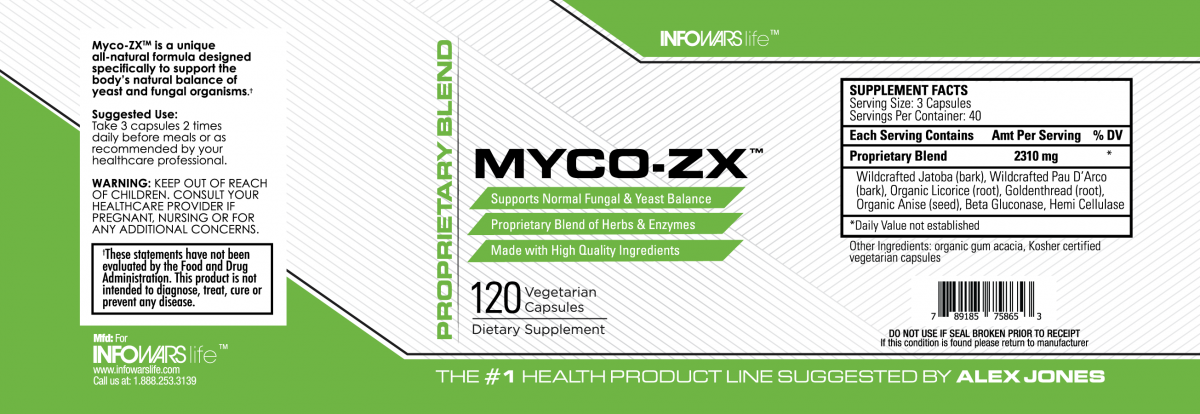 Myco-ZX™ is a unique
all-natural formula designed
specifically to support the
body's natural balance of
yeast and fungal organisms.†
Suggested Use:
Take 3 capsules 2 times
daily before meals or as
recommended by your
healthcare professional.
WARNING: KEEP OUT OF REACH
OF CHILDREN. CONSULT YOUR
HEALTHCARE PROVIDER IF
PREGNANT, NURSING OR FOR
ANY ADDITIONAL CONCERNS.
†These statements have not been
evaluated by the Food and Drug
Administration. This product is not
intended to diagnose, treat, cure or
prevent any disease.
Mfd: For
INFOWARS life™
www.infowarslife.com
Call us at: 1.888.253.3139
PROPRIETARY BLEND
MYCO-ZX™
Supports Normal Fungal & Yeast Balance
Proprietary Blend of Herbs & Enzymes
Made with High Quality Ingredients
120 Vegetarian
Capsules
Dietary Supplement
INFOWARS life™
SUPPLEMENT FACTS
Serving Size: 3 Capsules
Servings Per Container: 40
Each Serving Contains Amt Per Serving % DV
Proprietary Blend 2310 mg *
Wildcrafted Jatoba (bark), Wildcrafted Pau D'Arco
(bark), Organic Licorice (root), Goldenthread (root),
Organic Anise (seed), Beta Gluconase, Hemi Cellulase
*Daily Value not established
Other Ingredients: organic gum acacia, Kosher certified
vegetarian capsules
7 89185 75865 3
DO NOT USE IF SEAL BROKEN PRIOR TO RECEIPT
If this condition is found please return to manufacturer
THE #1 HEALTH PRODUCT LINE SUGGESTED BY ALEX JONES